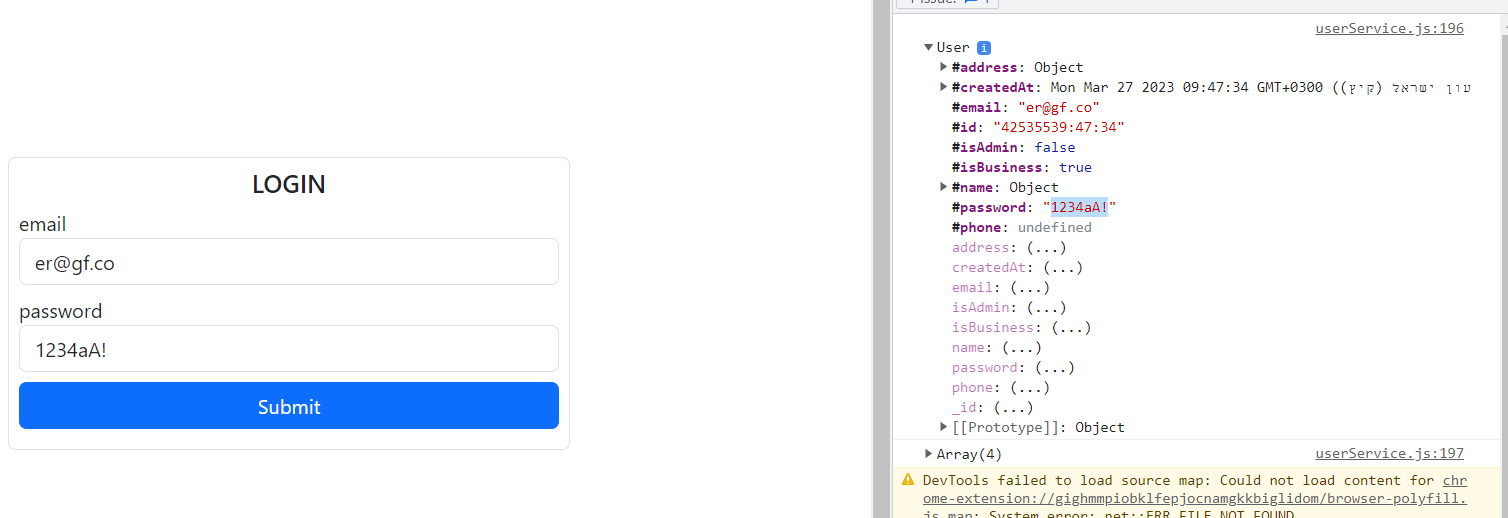 LOGIN
email
er@gf.co
password
1234aA!
Submit
userService.js:196
User i
#address: Object
#createdAt: Mon Mar 27 2023 09:47:34 GMT+0300 עון ישראל (קיץ))
#email: "er@gf.co"
#id: "42535539:47:34"
#isAdmin: false
#isBusiness: true
#name: Object
#password: "1234aA!"
#phone: undefined
address: (...)
createdAt: (...)
email: (...)
isAdmin: (...)
isBusiness: (...)
name: (...)
password: (...)
phone: (...)
_id: (...)
[[Prototype]]: Object
Array(4) userService.js:197
DevTools failed to load source map: Could not load content for chr
ome-extension://gighmmpiobklfepjocnamgkkbiglidom/browser-polyfill.
js.map: System error: net::ERR_FILE_NOT_FOUND